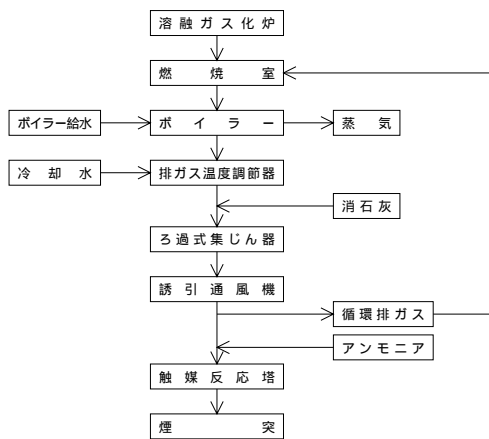 溶融ガス化炉
燃焼室
ボイラー給水
ボイラー
蒸気
冷却水
排ガス温度調節器
消石灰
ろ過式集じん器
誘引通風機
循環排ガス
アンモニア
触媒反応塔
煙突